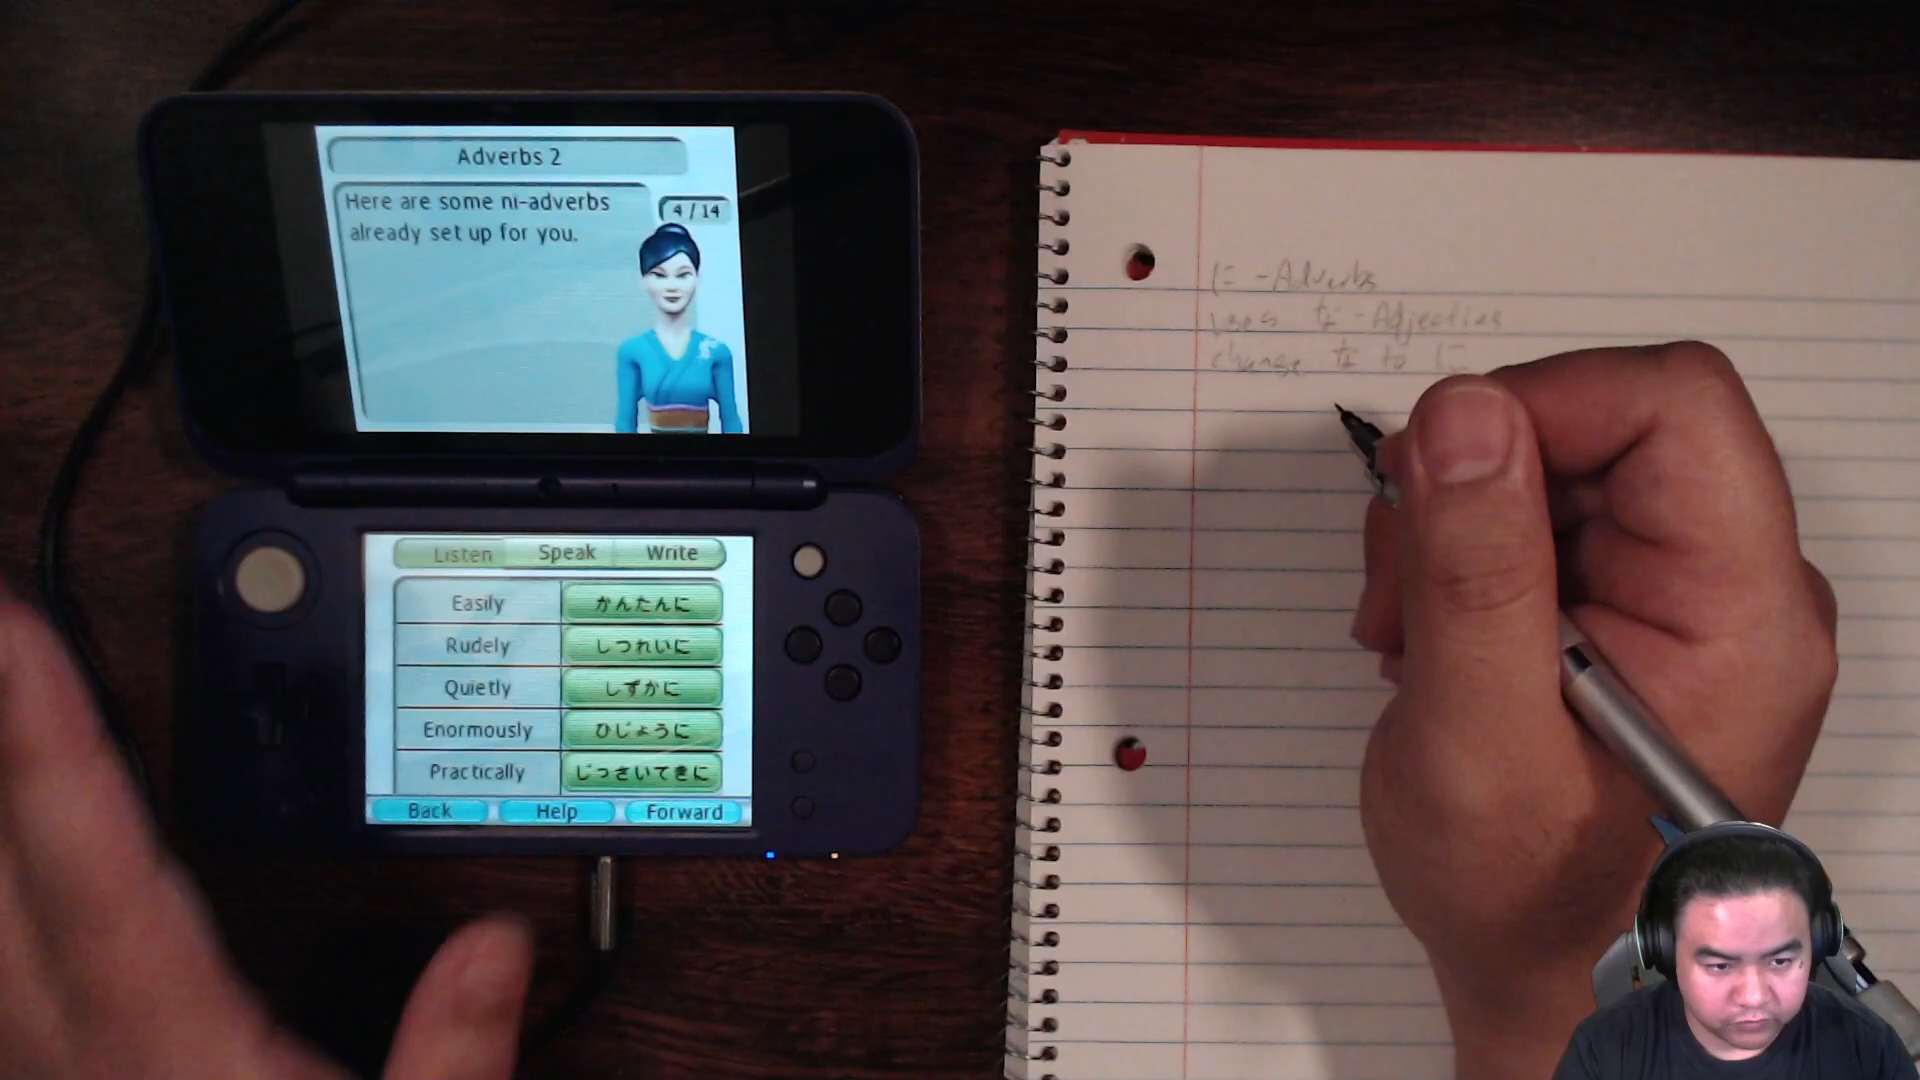 Adverbs 2
Here are some ni-adverbs
already set up for you.
4 / 14
Listen Speak Write
Easily かんたんに
Rudely しつれいに
Quietly しずかに
Enormously ひじょうに
Practically じっさいてきに
Back Help Forward
に -Adverbs
uses な -Adjectives
change な to に